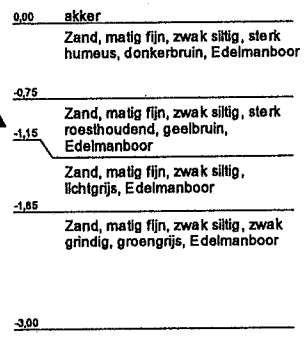 0,00 akker
Zand, matig fijn, zwak siltig, sterk
humeus, donkerbruin, Edelmanboor
-0,75
Zand, matig fijn, zwak siltig, sterk
roesthoudend, geelbruin,
Edelmanboor
-1,15
Zand, matig fijn, zwak siltig,
lichtgrijs, Edelmanboor
-1,65
Zand, matig fijn, zwak siltig, zwak
grindig, groengrijs, Edelmanboor
-3,00